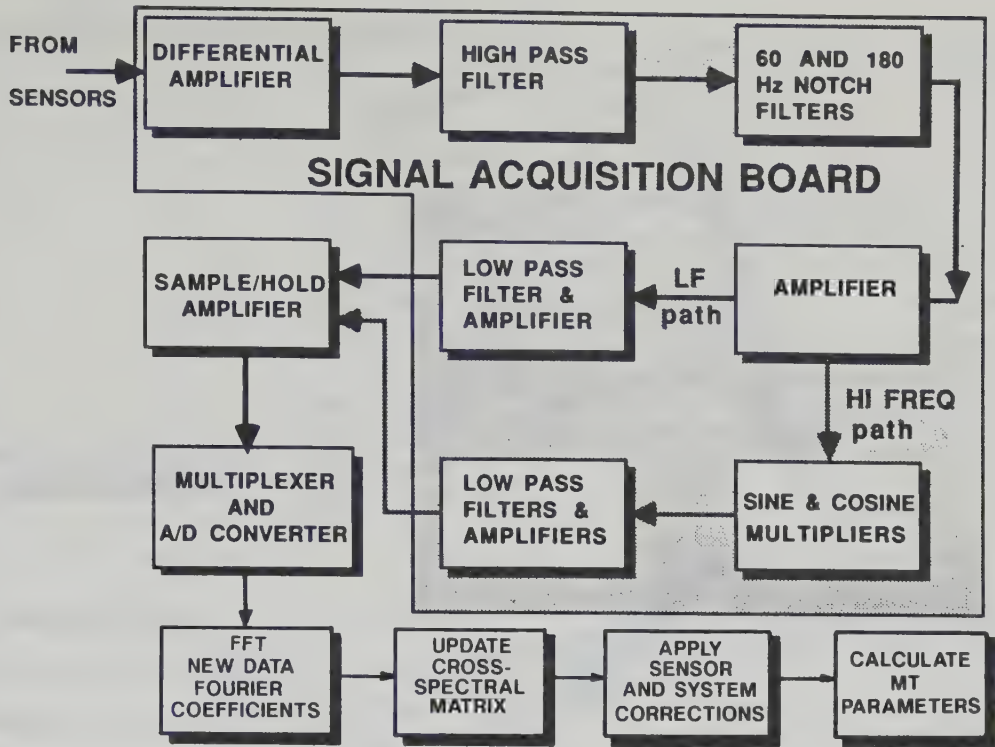 FROM
SENSORS
DIFFERENTIAL
AMPLIFIER
HIGH PASS
FILTER
60 AND 180
Hz NOTCH
FILTERS
SIGNAL ACQUISITION BOARD
AMPLIFIER
LF
path
LOW PASS
FILTER &
AMPLIFIER
SAMPLE/HOLD
AMPLIFIER
HI FREQ
path
SINE & COSINE
MULTIPLIERS
LOW PASS
FILTERS &
AMPLIFIERS
MULTIPLEXER
AND
A/D CONVERTER
FFT
NEW DATA
FOURIER
COEFFICIENTS
UPDATE
CROSS-
SPECTRAL
MATRIX
APPLY
SENSOR
AND SYSTEM
CORRECTIONS
CALCULATE
MT
PARAMETERS